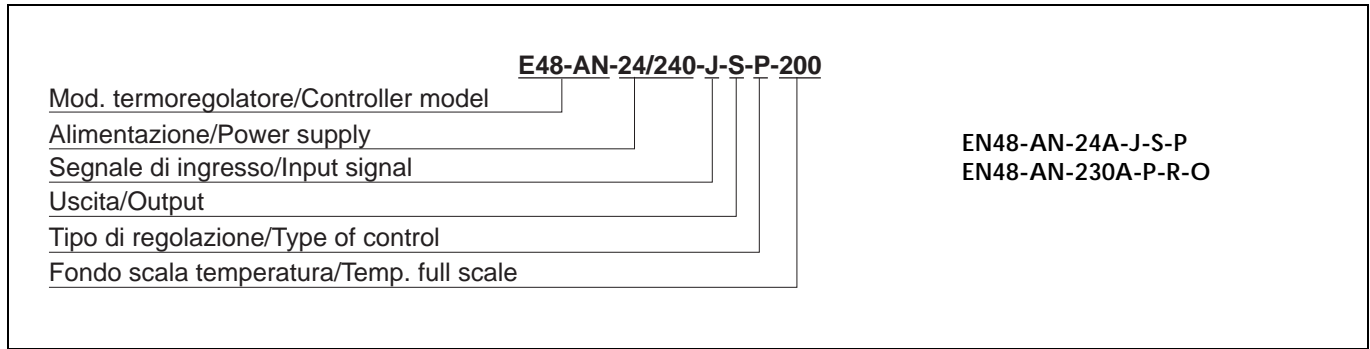 E48-AN-24/240-J-S-P-200
Mod. termoregolatore/Controller model
Alimentazione/Power supply
Segnale di ingresso/Input signal
Uscita/Output
Tipo di regolazione/Type of control
Fondo scala temperatura/Temp. full scale
EN48-AN-24A-J-S-P
EN48-AN-230A-P-R-O